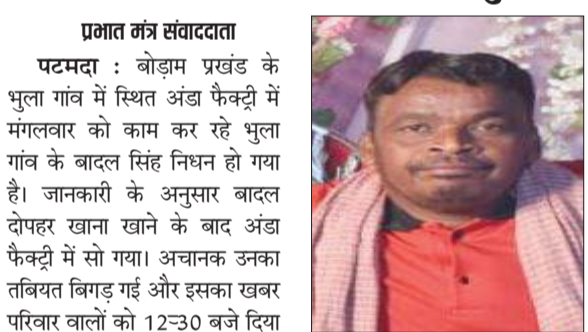 प्रभात मंत्र संवाददाता
पटमदा : बोड़ाम प्रखंड के
भुला गांव में स्थित अंडा फैक्ट्री में
मंगलवार को काम कर रहे भुला
गांव के बादल सिंह निधन हो गया
है। जानकारी के अनुसार बादल
दोपहर खाना खाने के बाद अंडा
फैक्ट्री में सो गया। अचानक उनका
तबियत बिगड़ गई और इसका खबर
परिवार वालों को 12-30 बजे दिया